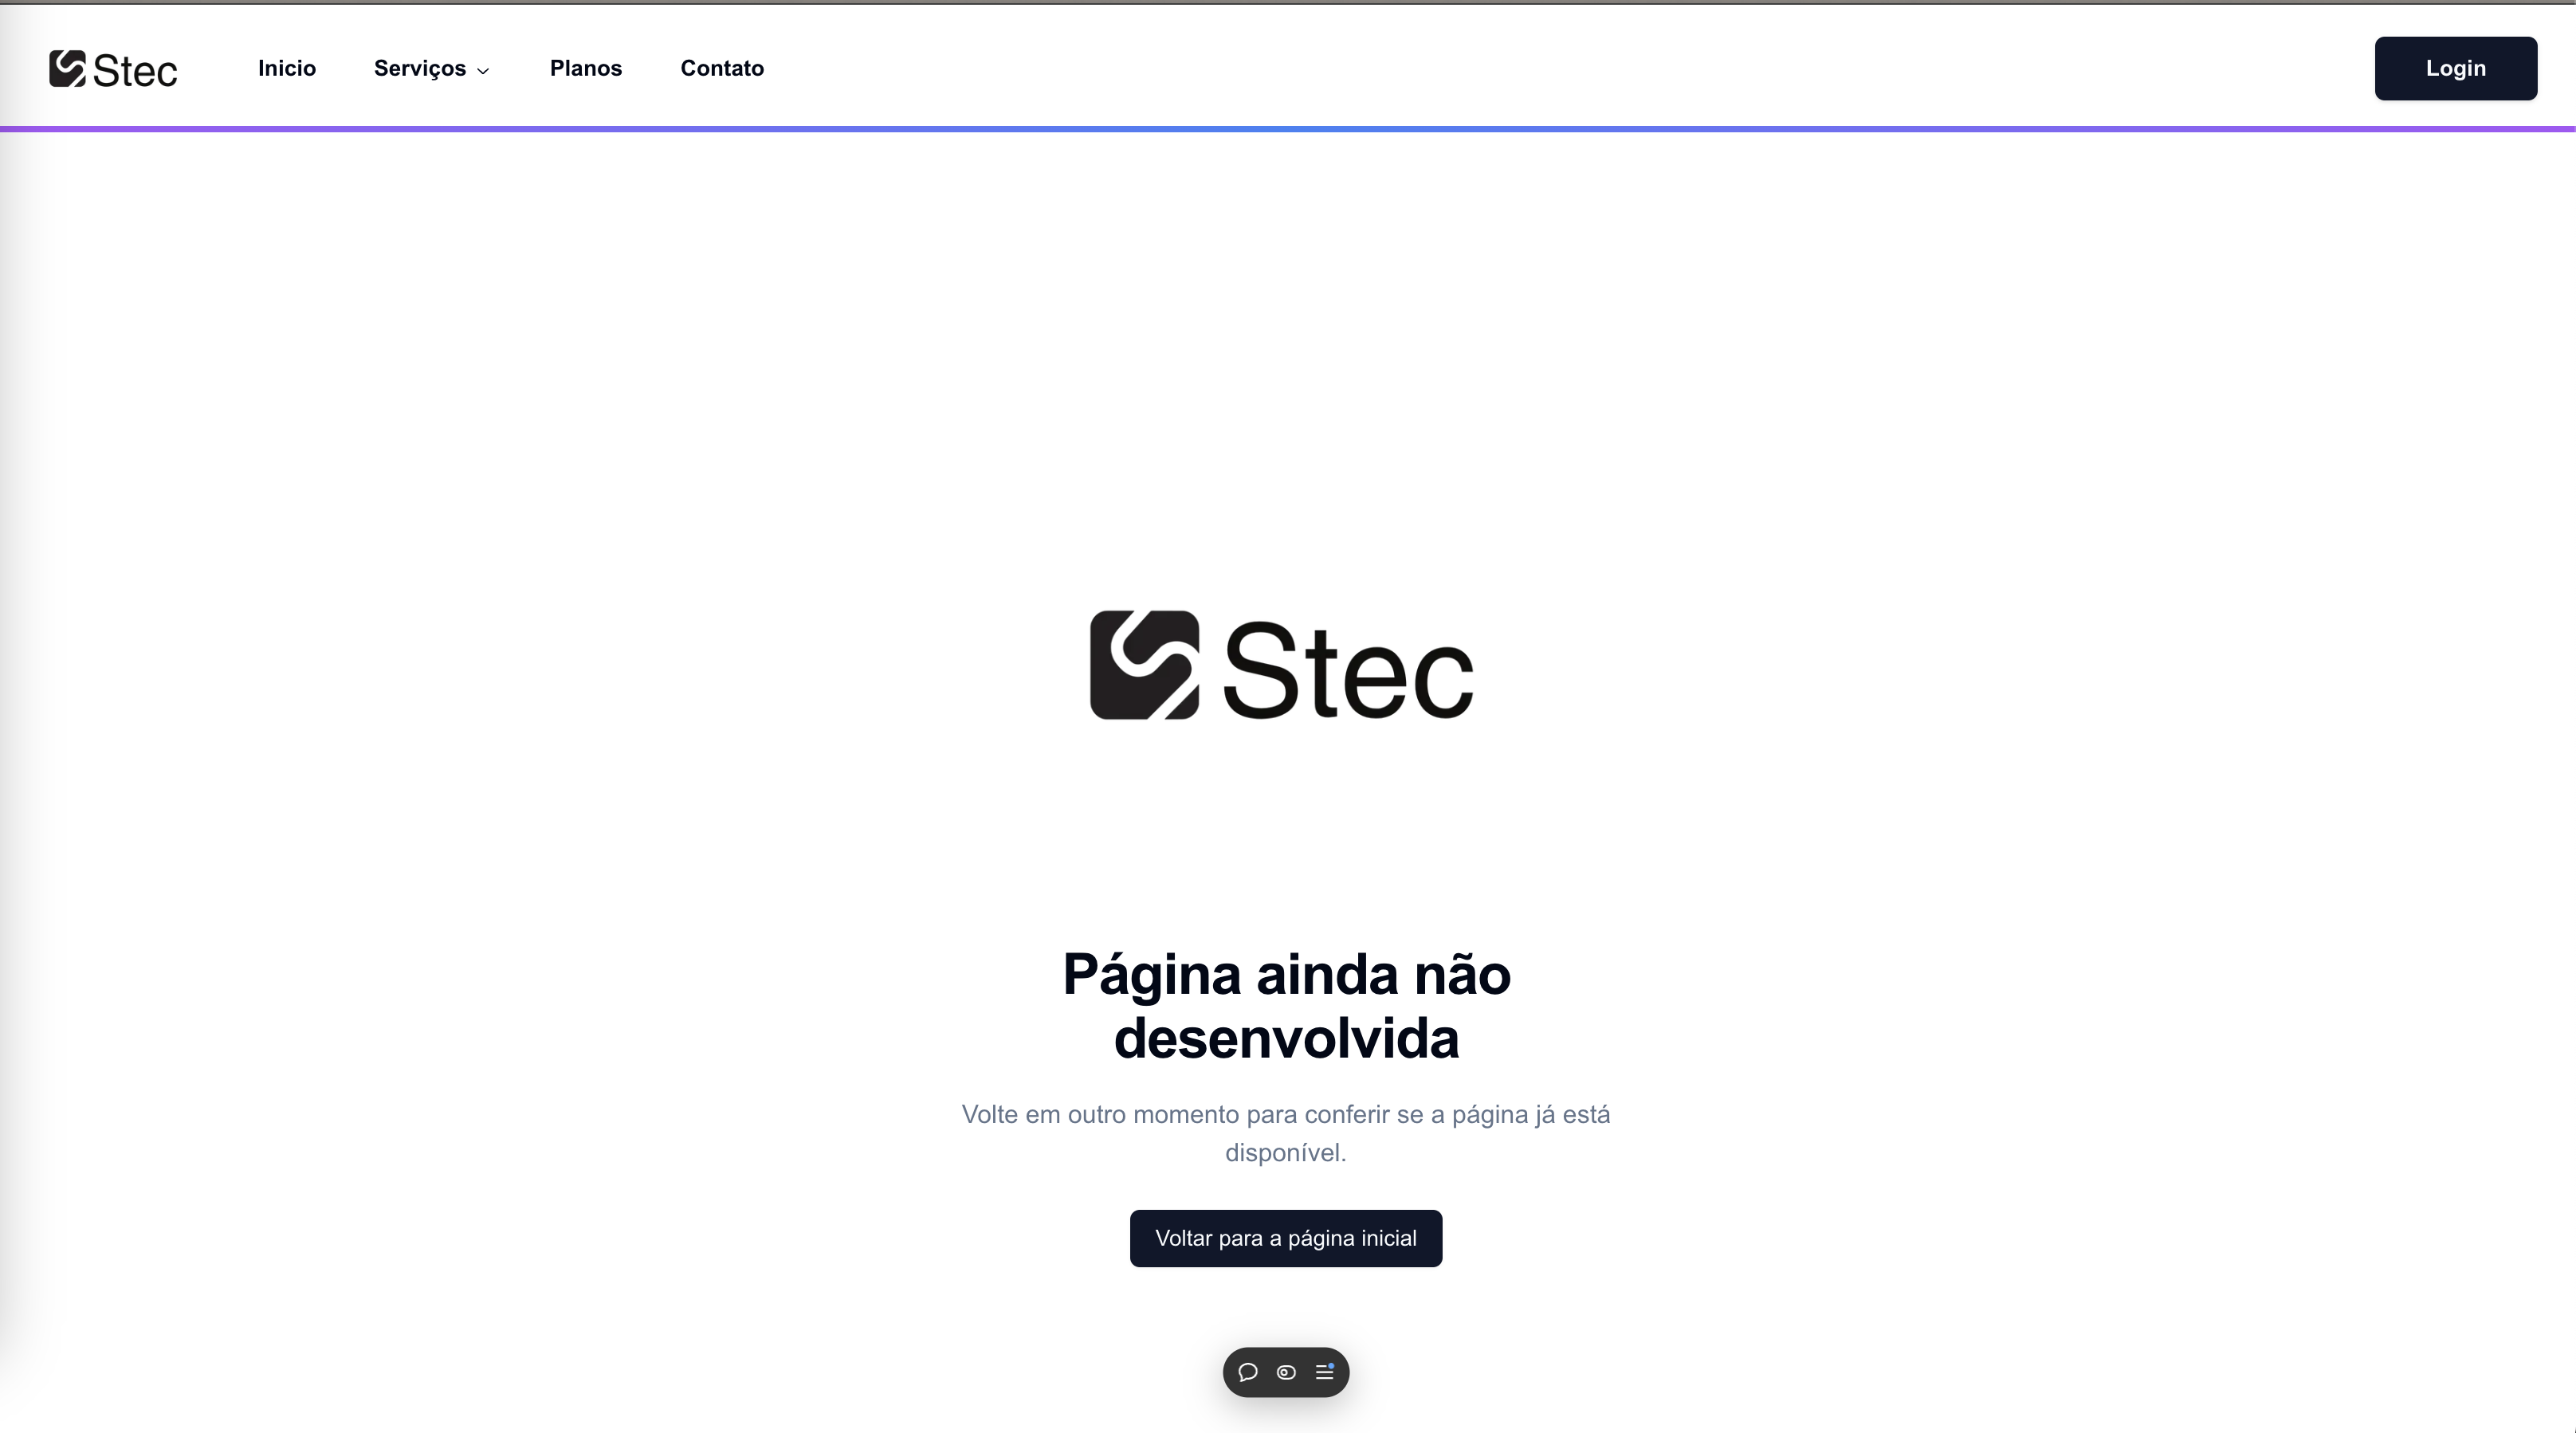 Stec
Inicio
Serviços
Planos
Contato
Login
Stec
Página ainda não
desenvolvida
Volte em outro momento para conferir se a página já está
disponível.
Voltar para a página inicial